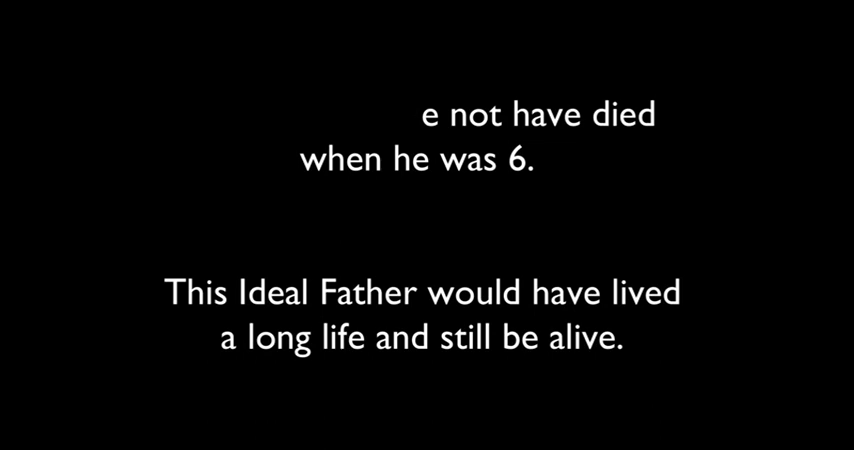 e not have died
when he was 6.
This Ideal Father would have lived
a long life and still be alive.